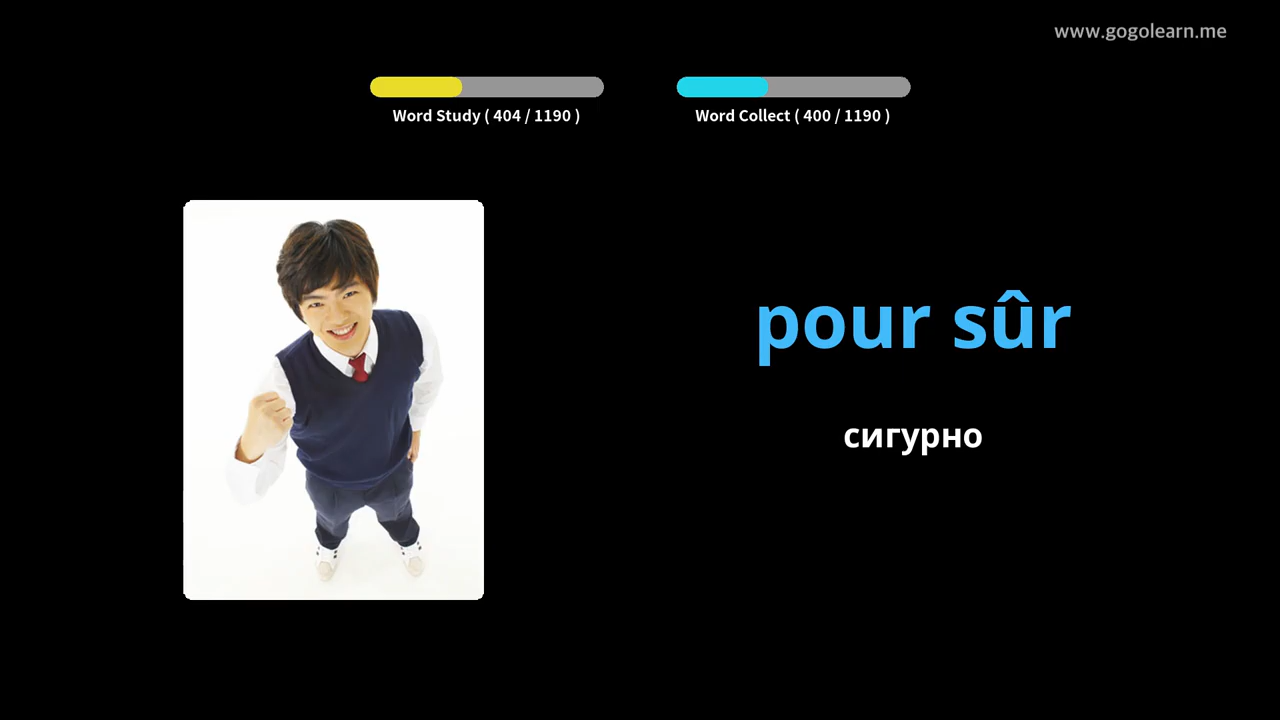 www.gogolearn.me
Word Study ( 404 / 1190 )
Word Collect ( 400 / 1190 )
pour sûr
сигурно